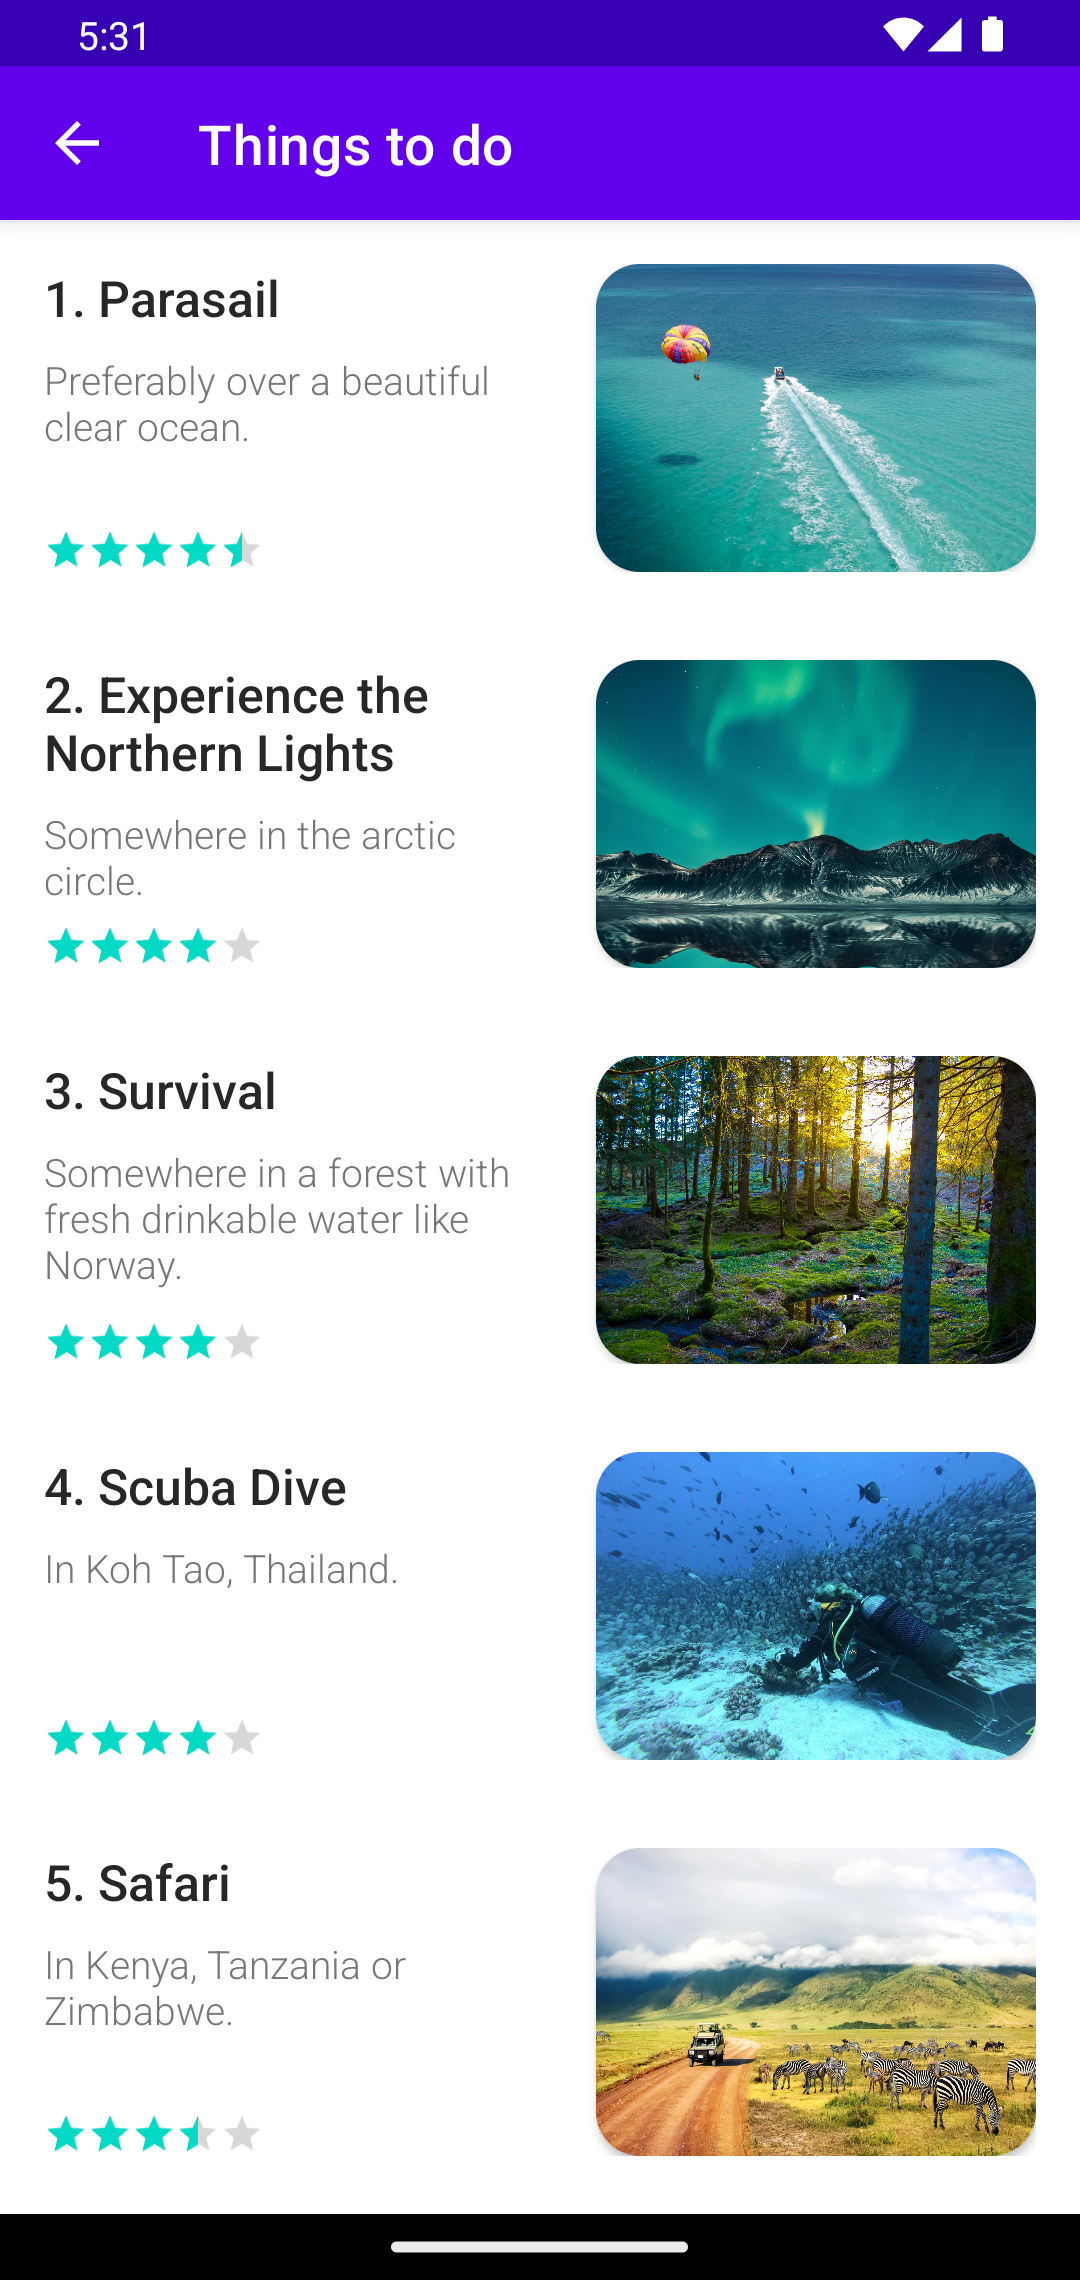 5:31
Things to do
1. Parasail
Preferably over a beautiful
clear ocean.
2. Experience the
Northern Lights
Somewhere in the arctic
circle.
3. Survival
Somewhere in a forest with
fresh drinkable water like
Norway.
4. Scuba Dive
In Koh Tao, Thailand.
5. Safari
In Kenya, Tanzania or
Zimbabwe.